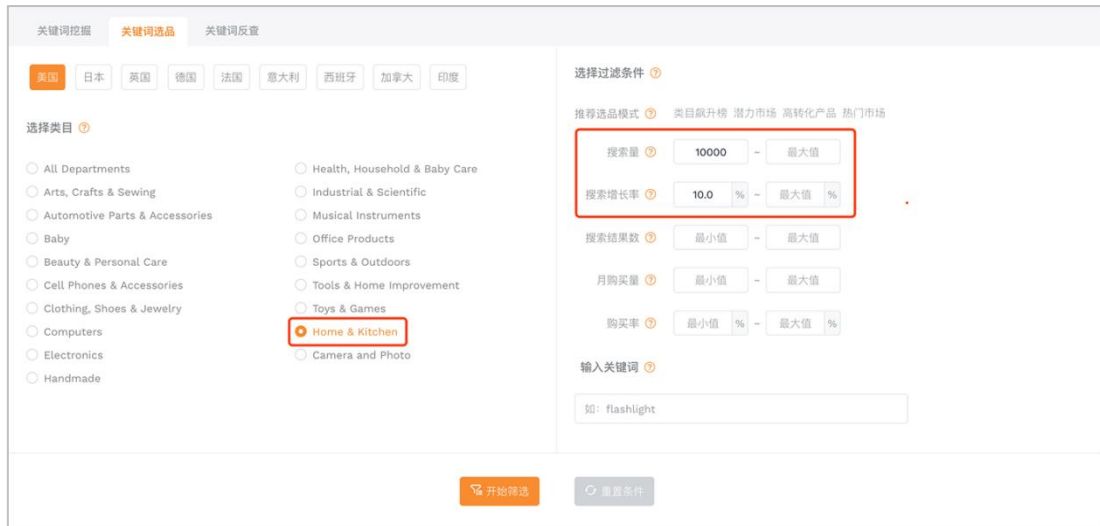 关键词挖掘 关键词选品 关键词反查
美国 日本 英国 德国 法国 意大利 西班牙 加拿大 印度
选择类目
All Departments
Arts, Crafts & Sewing
Automotive Parts & Accessories
Baby
Beauty & Personal Care
Cell Phones & Accessories
Clothing, Shoes & Jewelry
Computers
Electronics
Handmade
Health, Household & Baby Care
Industrial & Scientific
Musical Instruments
Office Products
Sports & Outdoors
Tools & Home Improvement
Toys & Games
Home & Kitchen
Camera and Photo
选择过滤条件
推荐选品模式 类目飙升榜 潜力市场 高转化产品 热门市场
搜索量 10000 ~ 最大值
搜索增长率 10.0 % ~ 最大值 %
搜索结果数 最小值 ~ 最大值
月购买量 最小值 ~ 最大值
购买率 最小值 % ~ 最大值 %
输入关键词
如：flashlight
开始筛选 重置条件